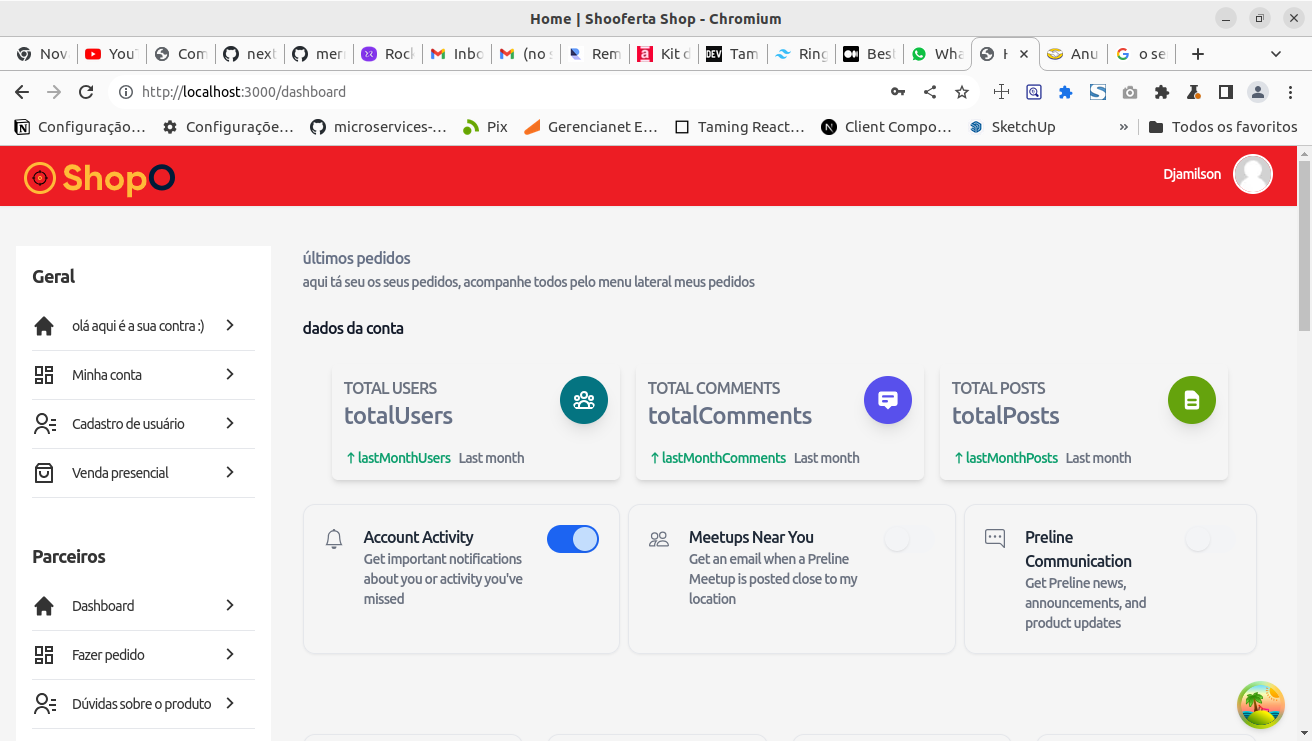 Home | Shooferta Shop - Chromium
Nov
You
Com
next
mer
Rock
Inbo
(no s
Rem
Kit d
Tam
Ring
Best
Wha
H
Anu
o se
http://localhost:3000/dashboard
Configuração…
Configuraçõe…
microservices-…
Pix
Gerencianet E…
Taming React…
Client Compo…
SketchUp
»
Todos os favoritos
ShopO
Djamilson
Geral
olá aqui é a sua contra :)
Minha conta
Cadastro de usuário
Venda presencial
Parceiros
Dashboard
Fazer pedido
Dúvidas sobre o produto
últimos pedidos
aqui tá seu os seus pedidos, acompanhe todos pelo menu lateral meus pedidos
dados da conta
TOTAL USERS
totalUsers
↑ lastMonthUsers Last month
TOTAL COMMENTS
totalComments
↑ lastMonthComments Last month
TOTAL POSTS
totalPosts
↑ lastMonthPosts Last month
Account Activity
Get important notifications
about you or activity you've
missed
Meetups Near You
Get an email when a Preline
Meetup is posted close to my
location
Preline
Communication
Get Preline news,
announcements, and
product updates